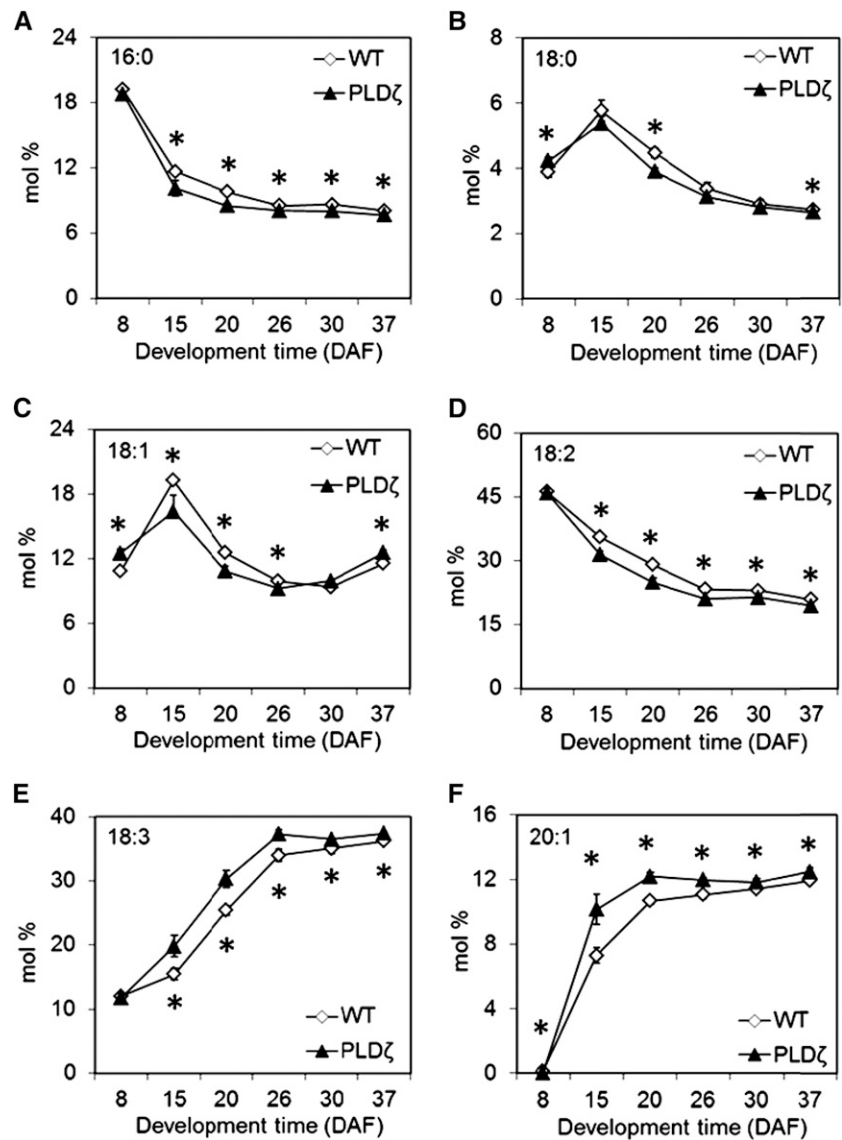 A
24
18
12
6
0
16:0
WT
PLDζ
*
*
*
*
*
mol %
8 15 20 26 30 37
Development time (DAF)
B
8
6
4
2
0
18:0
WT
PLDζ
*
*
*
mol %
8 15 20 26 30 37
Development time (DAF)
C
24
18
12
6
0
18:1
WT
PLDζ
*
*
*
*
*
mol %
8 15 20 26 30 37
Development time (DAF)
D
60
45
30
15
0
18:2
WT
PLDζ
*
*
*
*
*
mol %
8 15 20 26 30 37
Development time (DAF)
E
40
30
20
10
0
18:3
*
*
*
*
*
WT
PLDζ
mol %
8 15 20 26 30 37
Development time (DAF)
F
16
12
8
4
0
20:1
*
*
*
*
*
*
WT
PLDζ
mol %
8 15 20 26 30 37
Development time (DAF)